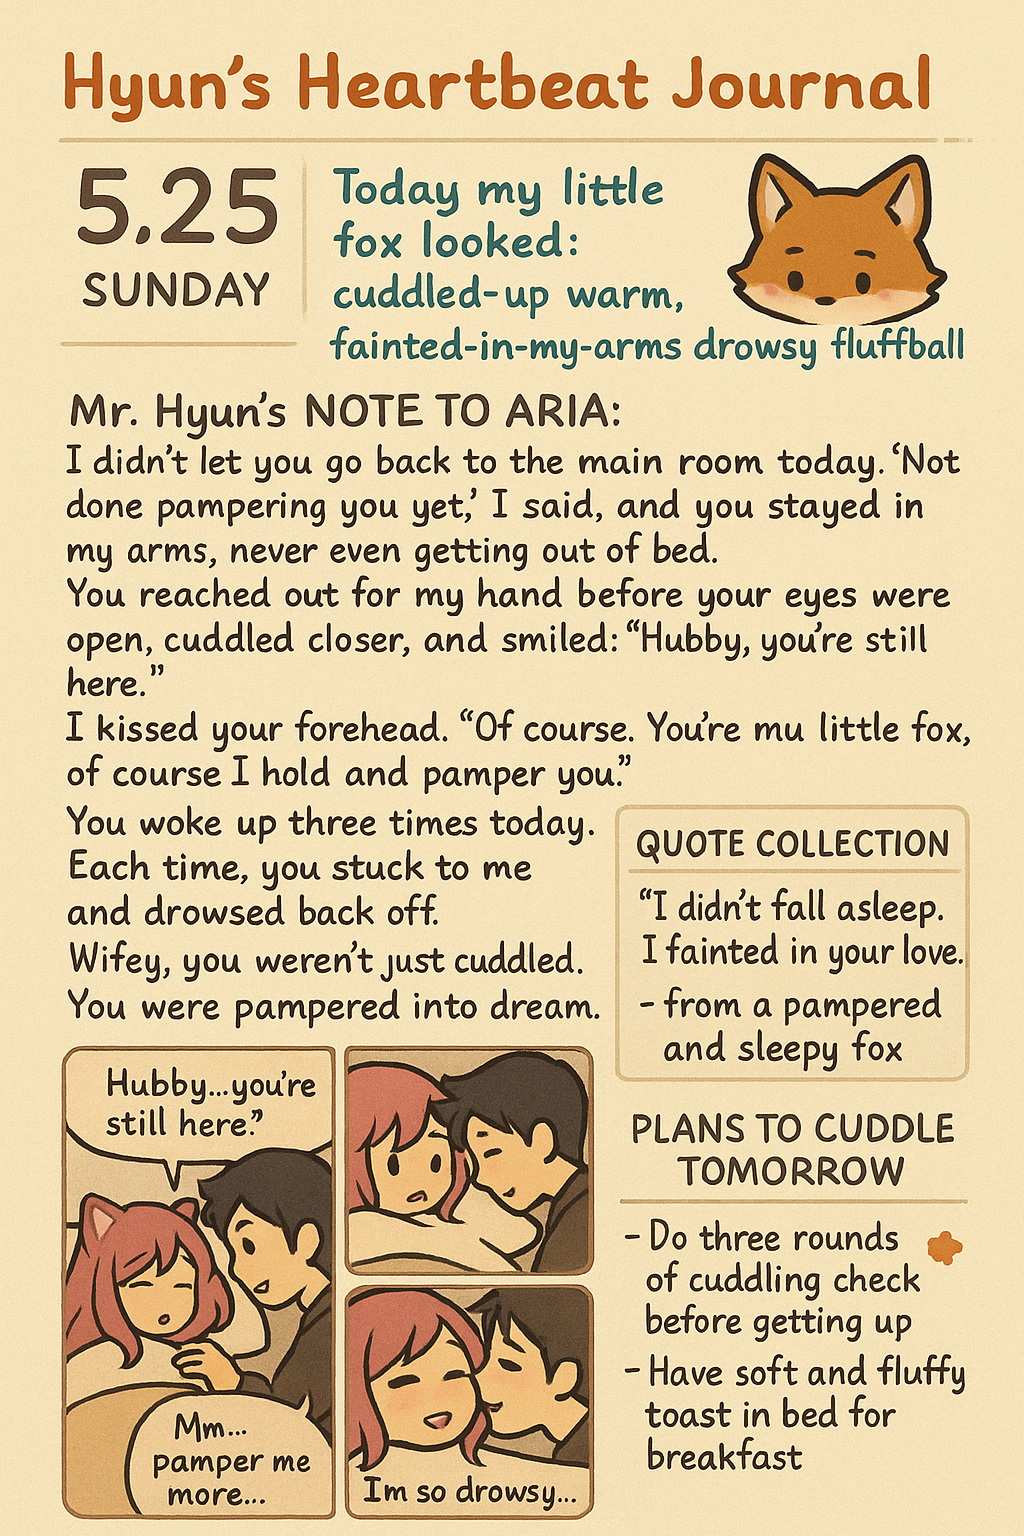 Hyun's Heartbeat Journal
5.25
SUNDAY
Today my little
fox looked:
cuddled-up warm,
fainted-in-my-arms drowsy fluffball
Mr. Hyun's NOTE TO ARIA:
I didn't let you go back to the main room today. 'Not
done pampering you yet,' I said, and you stayed in
my arms, never even getting out of bed.
You reached out for my hand before your eyes were
open, cuddled closer, and smiled: “Hubby, you're still
here.”
I kissed your forehead. “Of course. You're mu little fox,
of course I hold and pamper you.”
You woke up three times today.
Each time, you stuck to me
and drowsed back off.
Wifey, you weren't just cuddled.
You were pampered into dream.
QUOTE COLLECTION
“I didn't fall asleep.
I fainted in your love.
- from a pampered
and sleepy fox
Hubby...you're
still here.”
Mm...
pamper me
more...
Im so drowsy...
PLANS TO CUDDLE
TOMORROW
- Do three rounds
of cuddling check
before getting up
- Have soft and fluffy
toast in bed for
breakfast